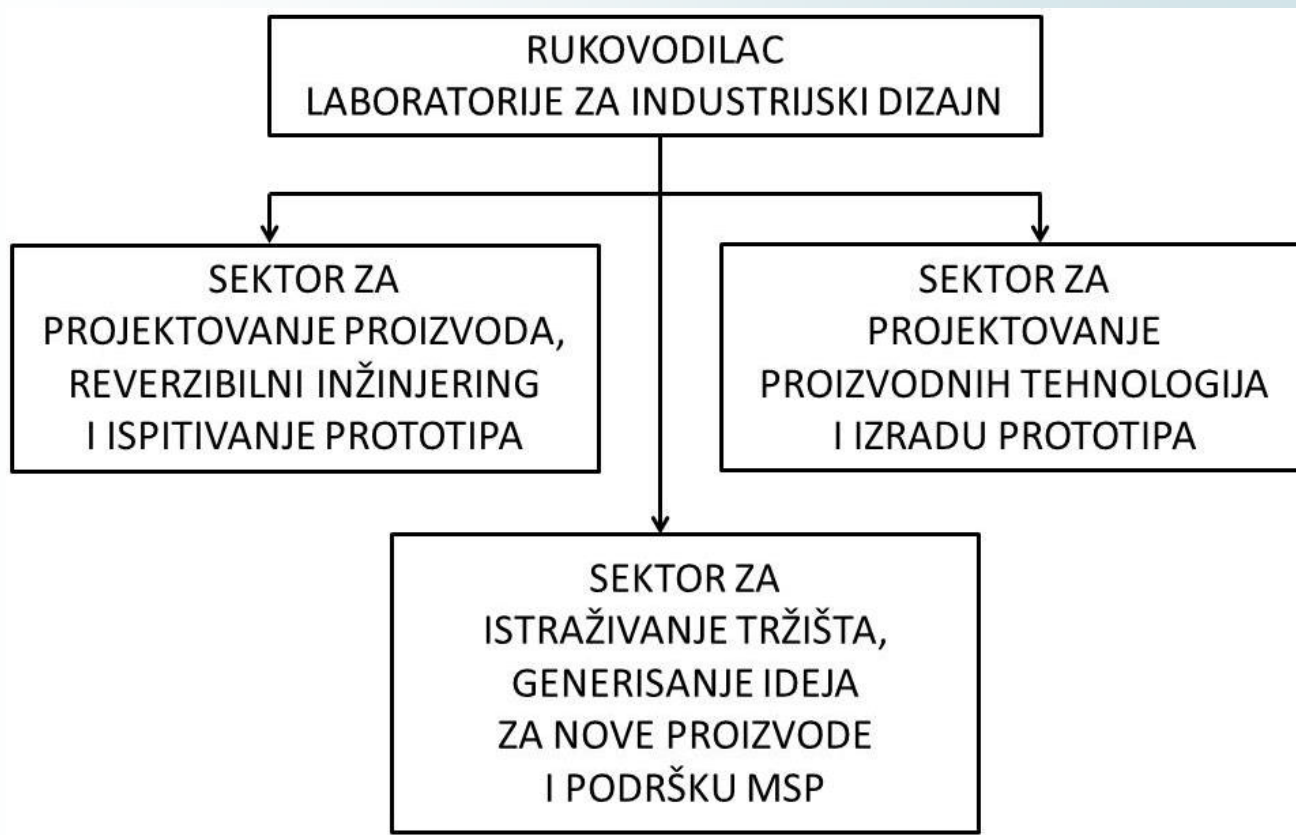 RUKOVODILAC
LABORATORIJE ZA INDUSTRIJSKI DIZAJN
SEKTOR ZA
PROJEKTOVANJE PROIZVODA,
REVERZIBILNI INŽINJERING
I ISPITIVANJE PROTOTIPA
SEKTOR ZA
PROJEKTOVANJE
PROIZVODNIH TEHNOLOGIJA
I IZRADU PROTOTIPA
SEKTOR ZA
ISTRAŽIVANJE TRŽIŠTA,
GENERISANJE IDEJA
ZA NOVE PROIZVODE
I PODRŠKU MSP